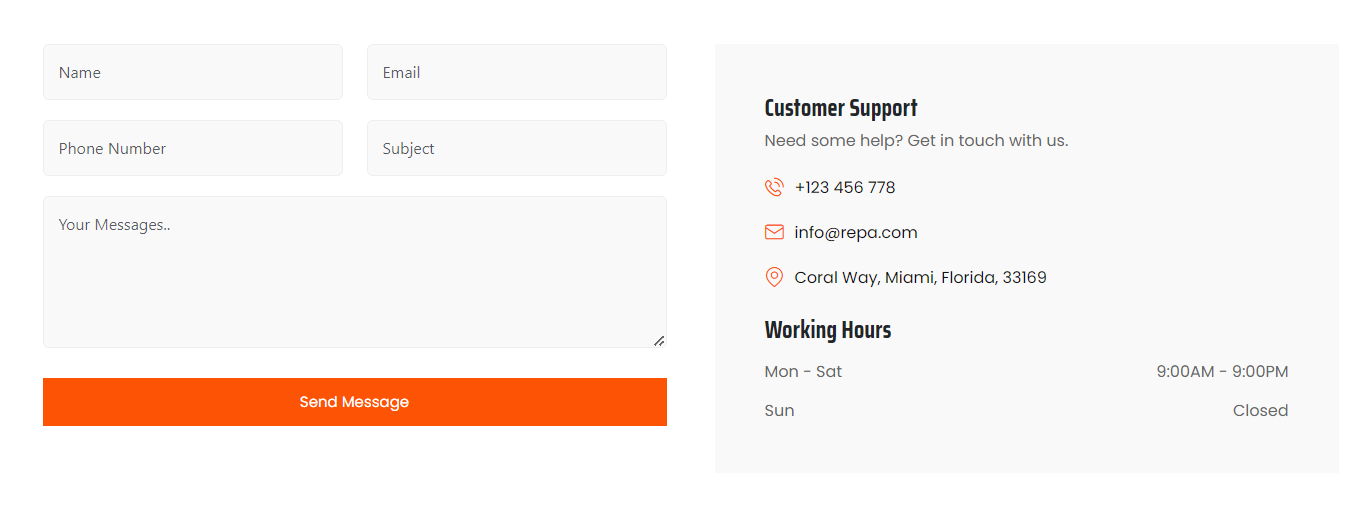 Name
Email
Phone Number
Subject
Your Messages..
Send Message
Customer Support
Need some help? Get in touch with us.
+123 456 778
info@repa.com
Coral Way, Miami, Florida, 33169
Working Hours
Mon - Sat 9:00AM - 9:00PM
Sun Closed